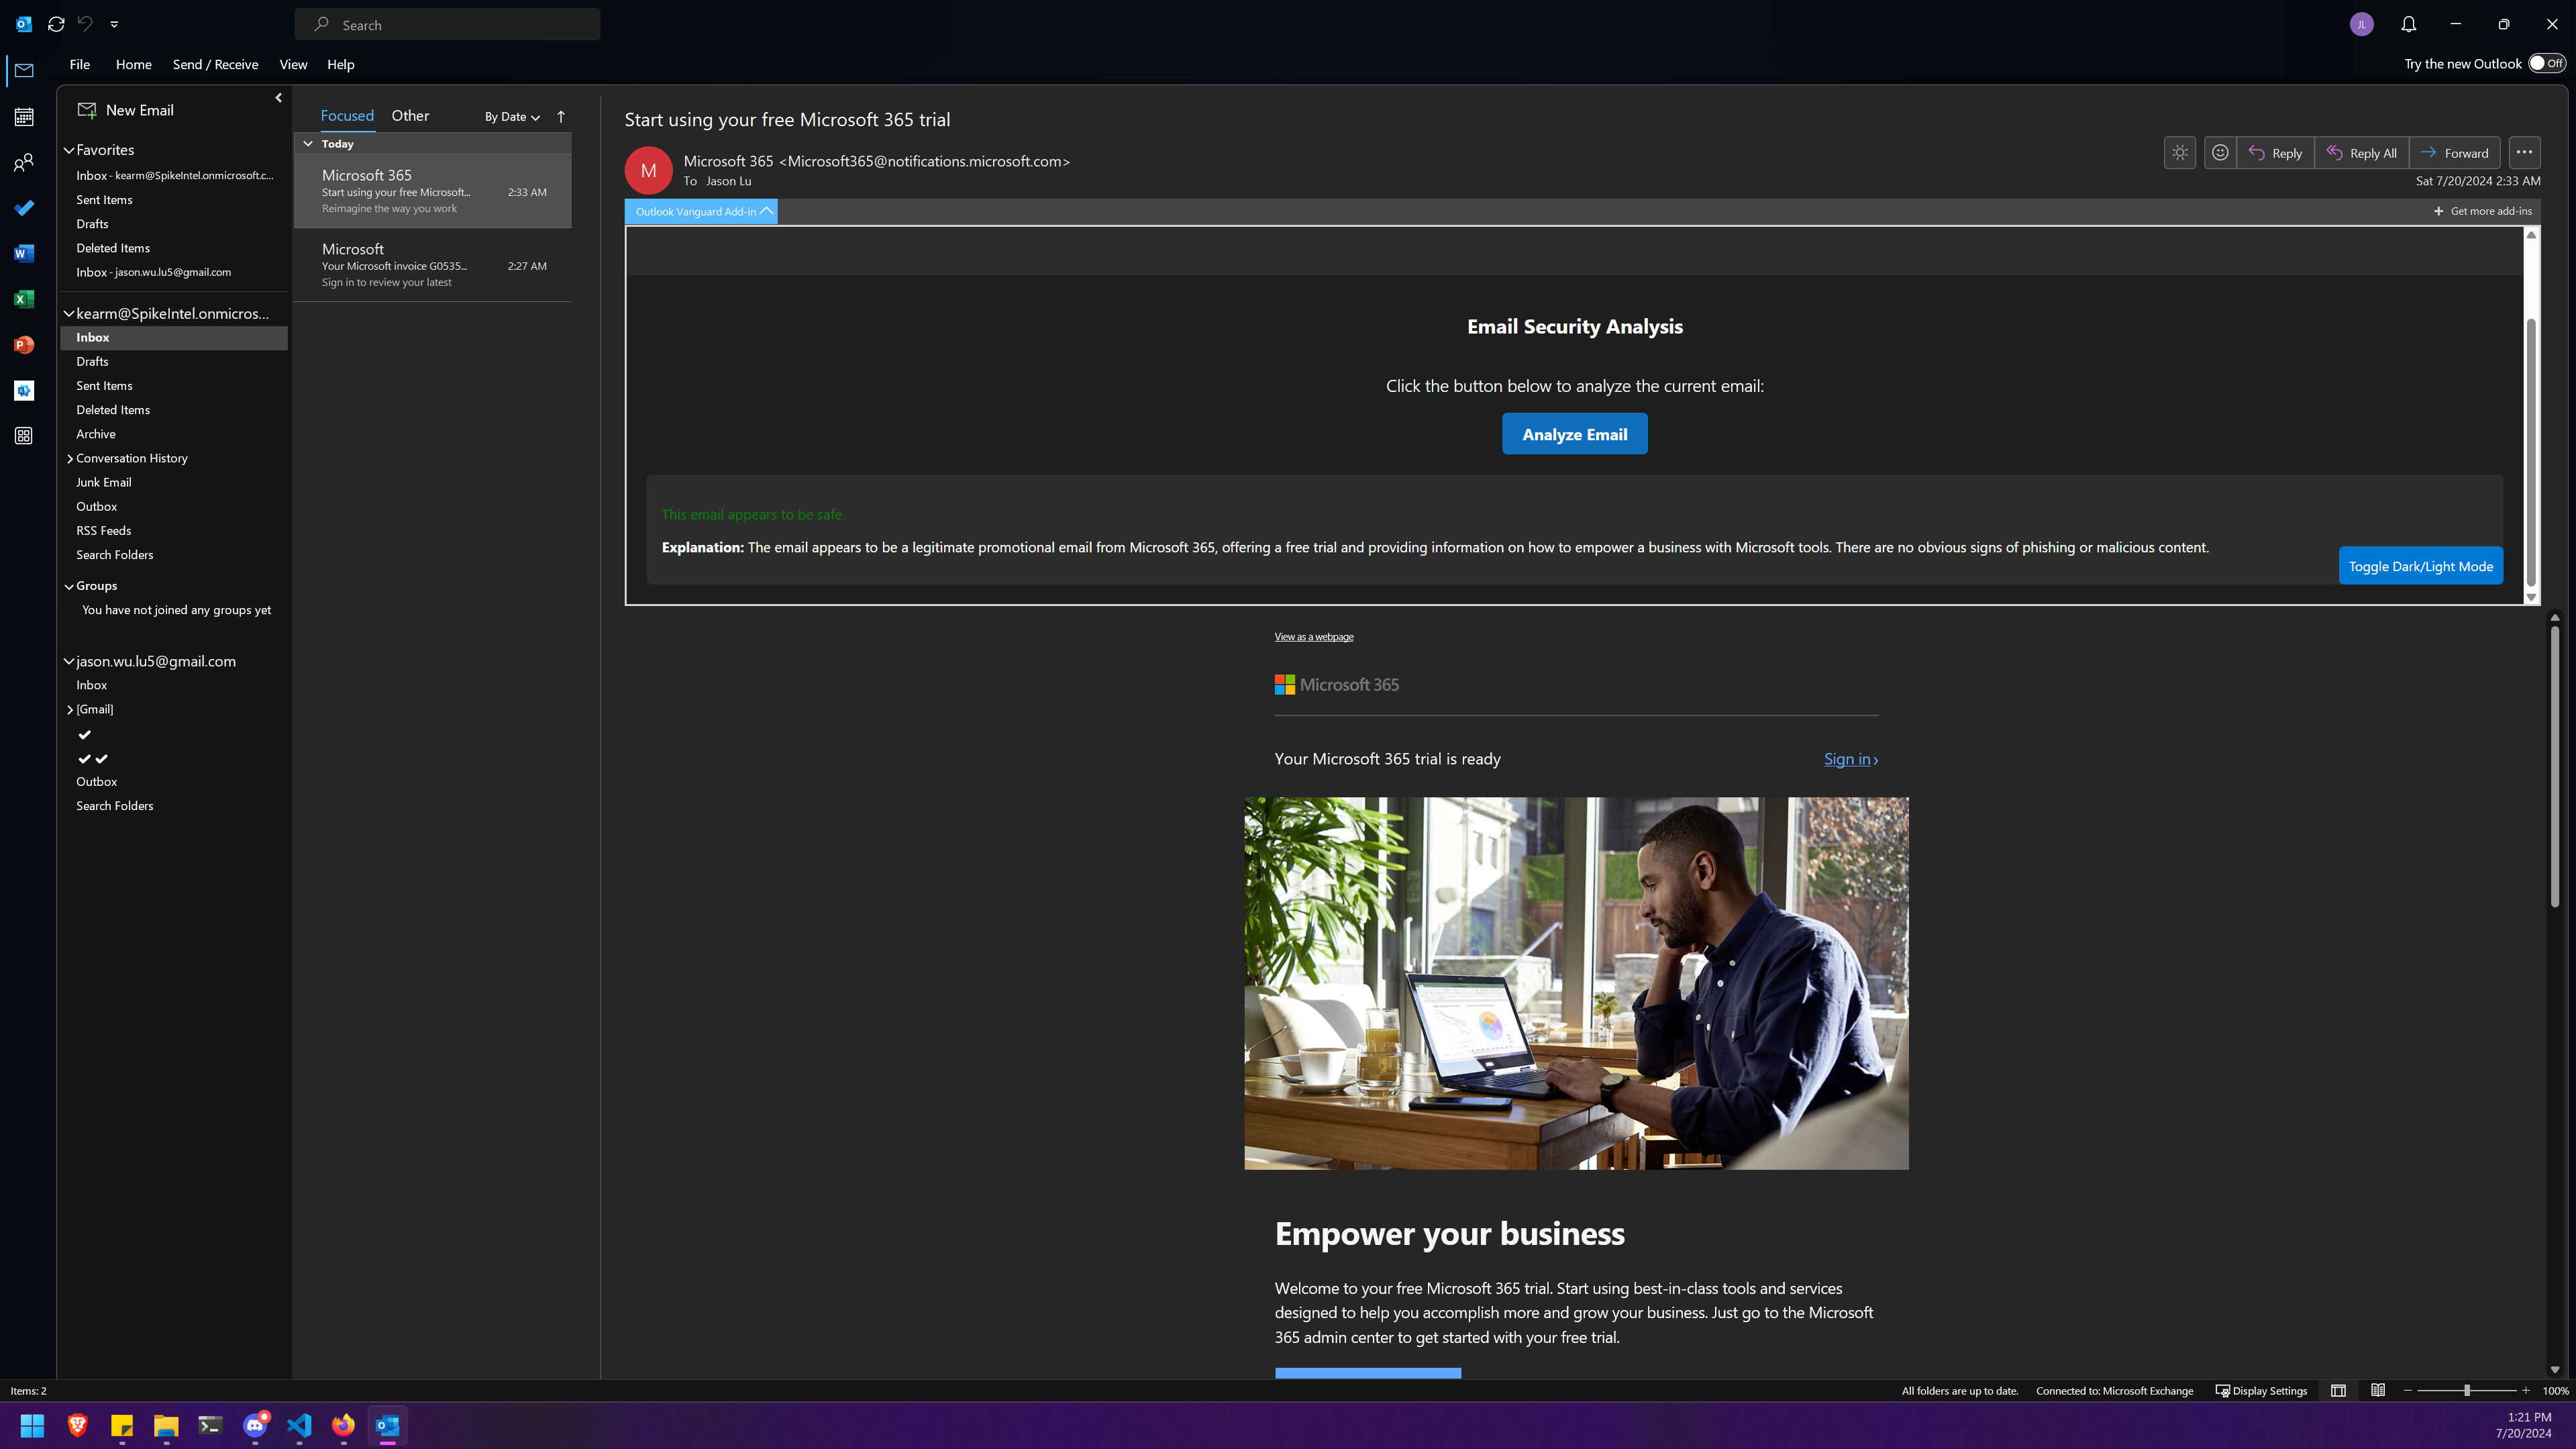 Search
JL
File Home Send / Receive View Help
Try the new Outlook Off
New Email
Favorites
Inbox - kearm@SpikeIntel.onmicrosoft.c...
Sent Items
Drafts
Deleted Items
Inbox - jason.wu.lu5@gmail.com
kearm@SpikeIntel.onmicros...
Inbox
Drafts
Sent Items
Deleted Items
Archive
Conversation History
Junk Email
Outbox
RSS Feeds
Search Folders
Groups
You have not joined any groups yet
jason.wu.lu5@gmail.com
Inbox
[Gmail]
Outbox
Search Folders
Focused Other By Date
Today
Microsoft 365
Start using your free Microsoft... 2:33 AM
Reimagine the way you work
Microsoft
Your Microsoft invoice G0535... 2:27 AM
Sign in to review your latest
Start using your free Microsoft 365 trial
M
Microsoft 365 <Microsoft365@notifications.microsoft.com>
To Jason Lu
Reply Reply All Forward
Sat 7/20/2024 2:33 AM
Outlook Vanguard Add-in
Get more add-ins
Email Security Analysis
Click the button below to analyze the current email:
Analyze Email
This email appears to be safe.
Explanation: The email appears to be a legitimate promotional email from Microsoft 365, offering a free trial and providing information on how to empower a business with Microsoft tools. There are no obvious signs of phishing or malicious content.
Toggle Dark/Light Mode
View as a webpage
Microsoft 365
Your Microsoft 365 trial is ready
Sign in ›
Empower your business
Welcome to your free Microsoft 365 trial. Start using best-in-class tools and services
designed to help you accomplish more and grow your business. Just go to the Microsoft
365 admin center to get started with your free trial.
Items: 2
All folders are up to date. Connected to: Microsoft Exchange Display Settings 100%
1:21 PM
7/20/2024